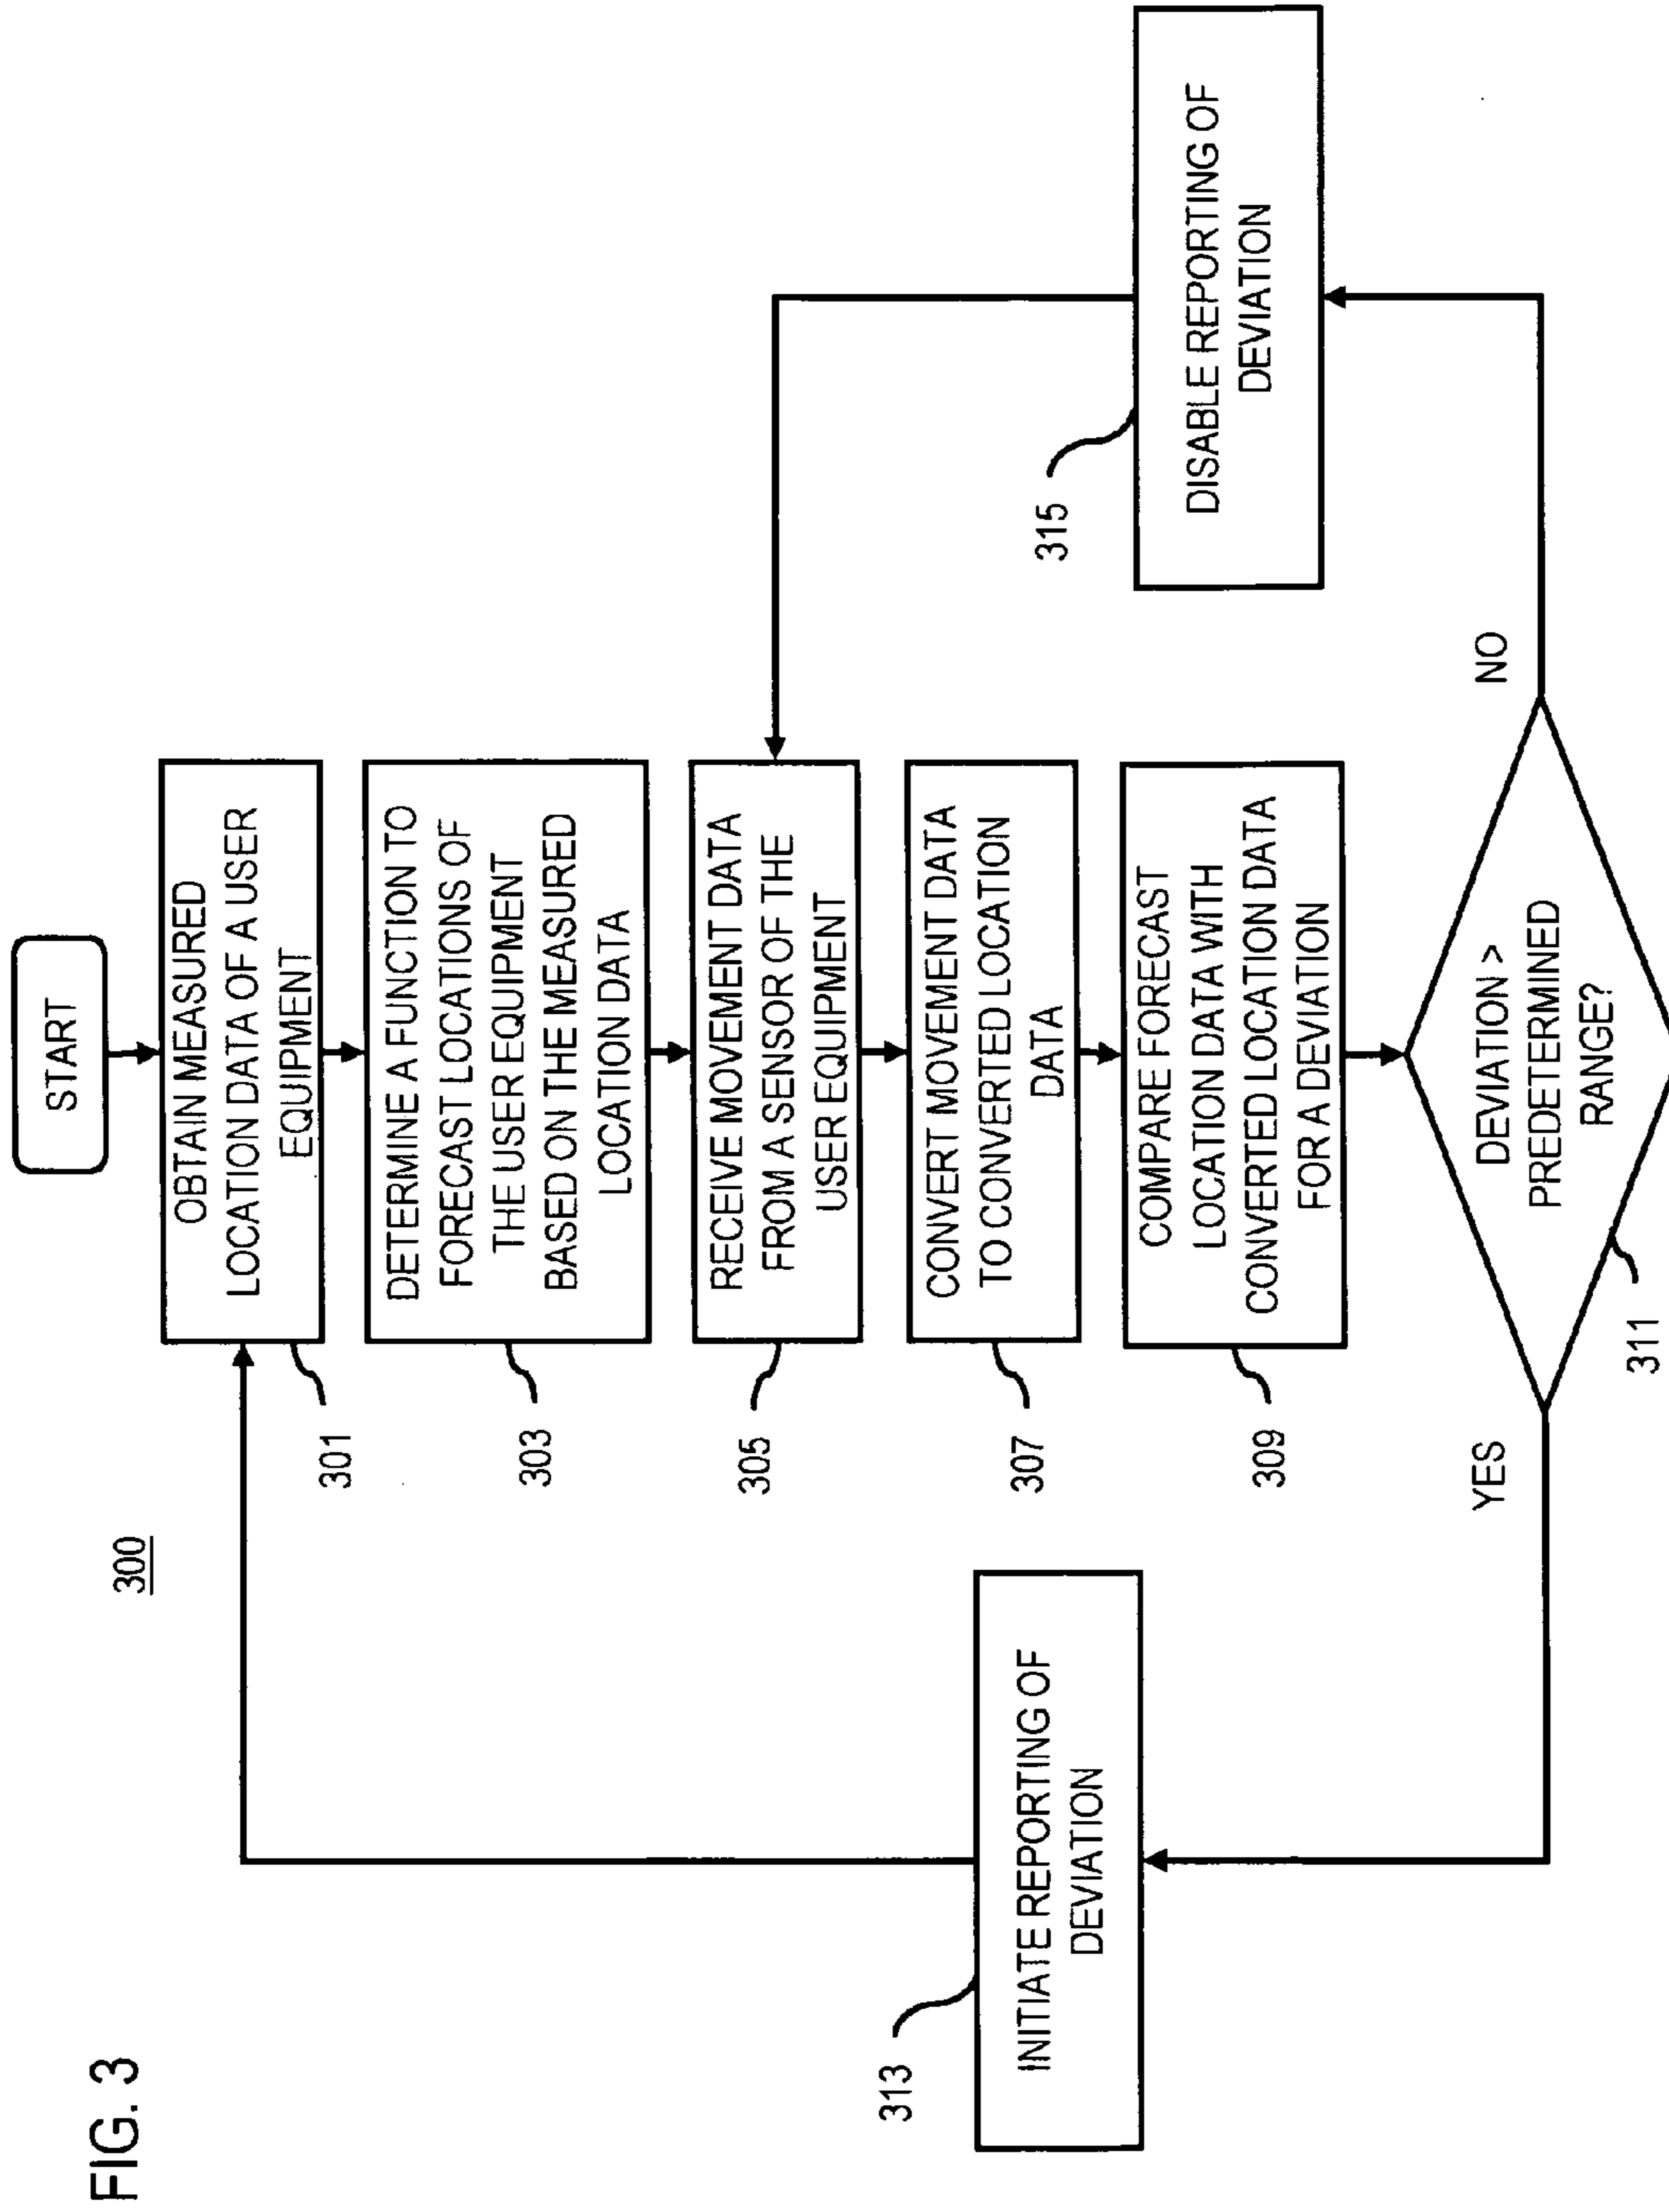 FIG. 3
300
START
OBTAIN MEASURED
LOCATION DATA OF A USER
EQUIPMENT
301
DETERMINE A FUNCTION TO
FORECAST LOCATIONS OF
THE USER EQUIPMENT
BASED ON THE MEASURED
LOCATION DATA
303
RECEIVE MOVEMENT DATA
FROM A SENSOR OF THE
USER EQUIPMENT
305
CONVERT MOVEMENT DATA
TO CONVERTED LOCATION
DATA
307
COMPARE FORECAST
LOCATION DATA WITH
CONVERTED LOCATION DATA
FOR A DEVIATION
309
DEVIATION >
PREDETERMINED
RANGE?
311
YES
NO
INITIATE REPORTING OF
DEVIATION
313
DISABLE REPORTING OF
DEVIATION
315